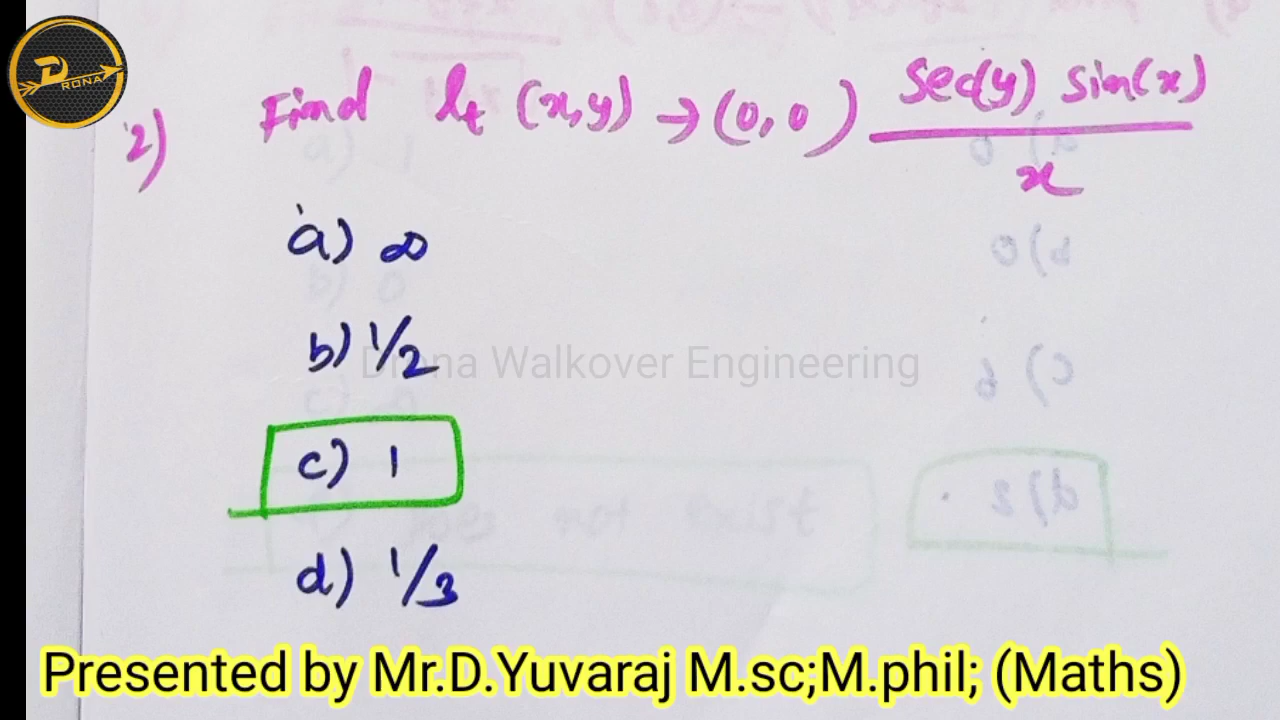 DRONA
2) Find lt (x,y) → (0,0) sec(y) sin(x)
x
a) ∞
b) 1/2
Drona Walkover Engineering
c) 1
d) 1/3
Presented by Mr.D.Yuvaraj M.sc;M.phil; (Maths)